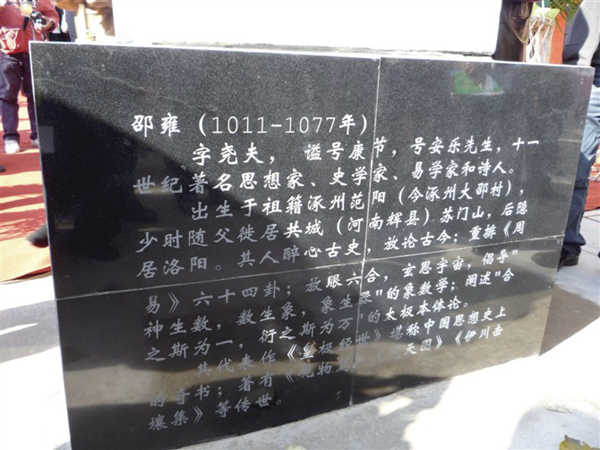 邵雍（1011-1077年）
字尧夫，谥号康节，号安乐先生，十一
世纪著名思想家、史学家、易学家和诗人。
出生于祖籍涿州范阳（今涿州大邵村），
少时随父徙居共城（河南辉县）苏门山，后隐
居洛阳。其人醉心古史，放论古今；重排《周
易》六十四卦；放眼六合，玄思宇宙，倡导"
神生数，数生象，象生器"的象数学；阐述"合
之斯为一，衍之斯为万"的太极本体论。
其代表作《皇极经世》堪称中国思想史上
的奇书；著有《观物篇》《先天图》《伊川击
壤集》等传世。